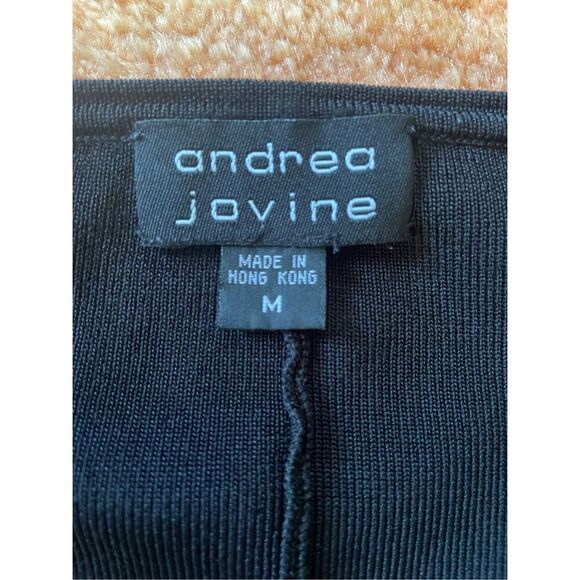 andrea
jovine
MADE IN
HONG KONG
M